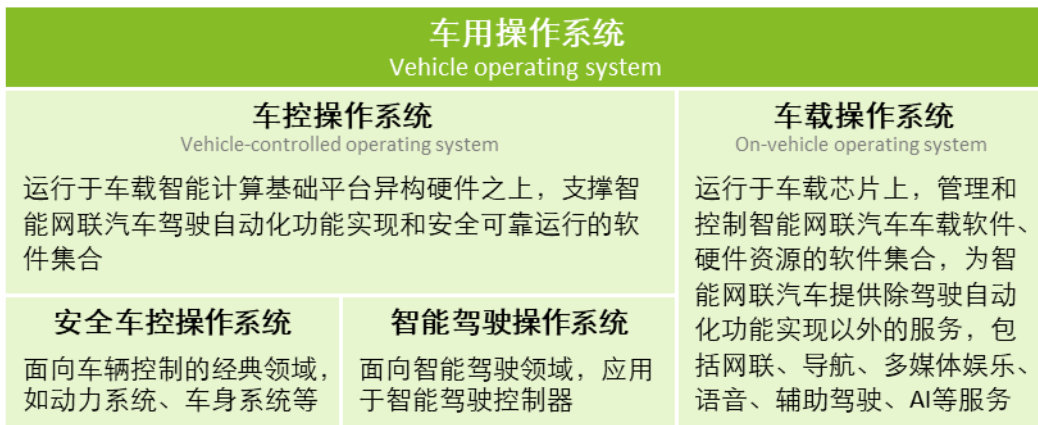 车用操作系统
Vehicle operating system
车控操作系统
Vehicle-controlled operating system
运行于车载智能计算基础平台异构硬件之上，支撑智
能网联汽车驾驶自动化功能实现和安全可靠运行的软
件集合
安全车控操作系统
面向车辆控制的经典领域，
如动力系统、车身系统等
智能驾驶操作系统
面向智能驾驶领域，应用
于智能驾驶控制器
车载操作系统
On-vehicle operating system
运行于车载芯片上，管理和
控制智能网联汽车车载软件、
硬件资源的软件集合，为智
能网联汽车提供除驾驶自动
化功能实现以外的服务，包
括网联、导航、多媒体娱乐、
语音、辅助驾驶、AI等服务